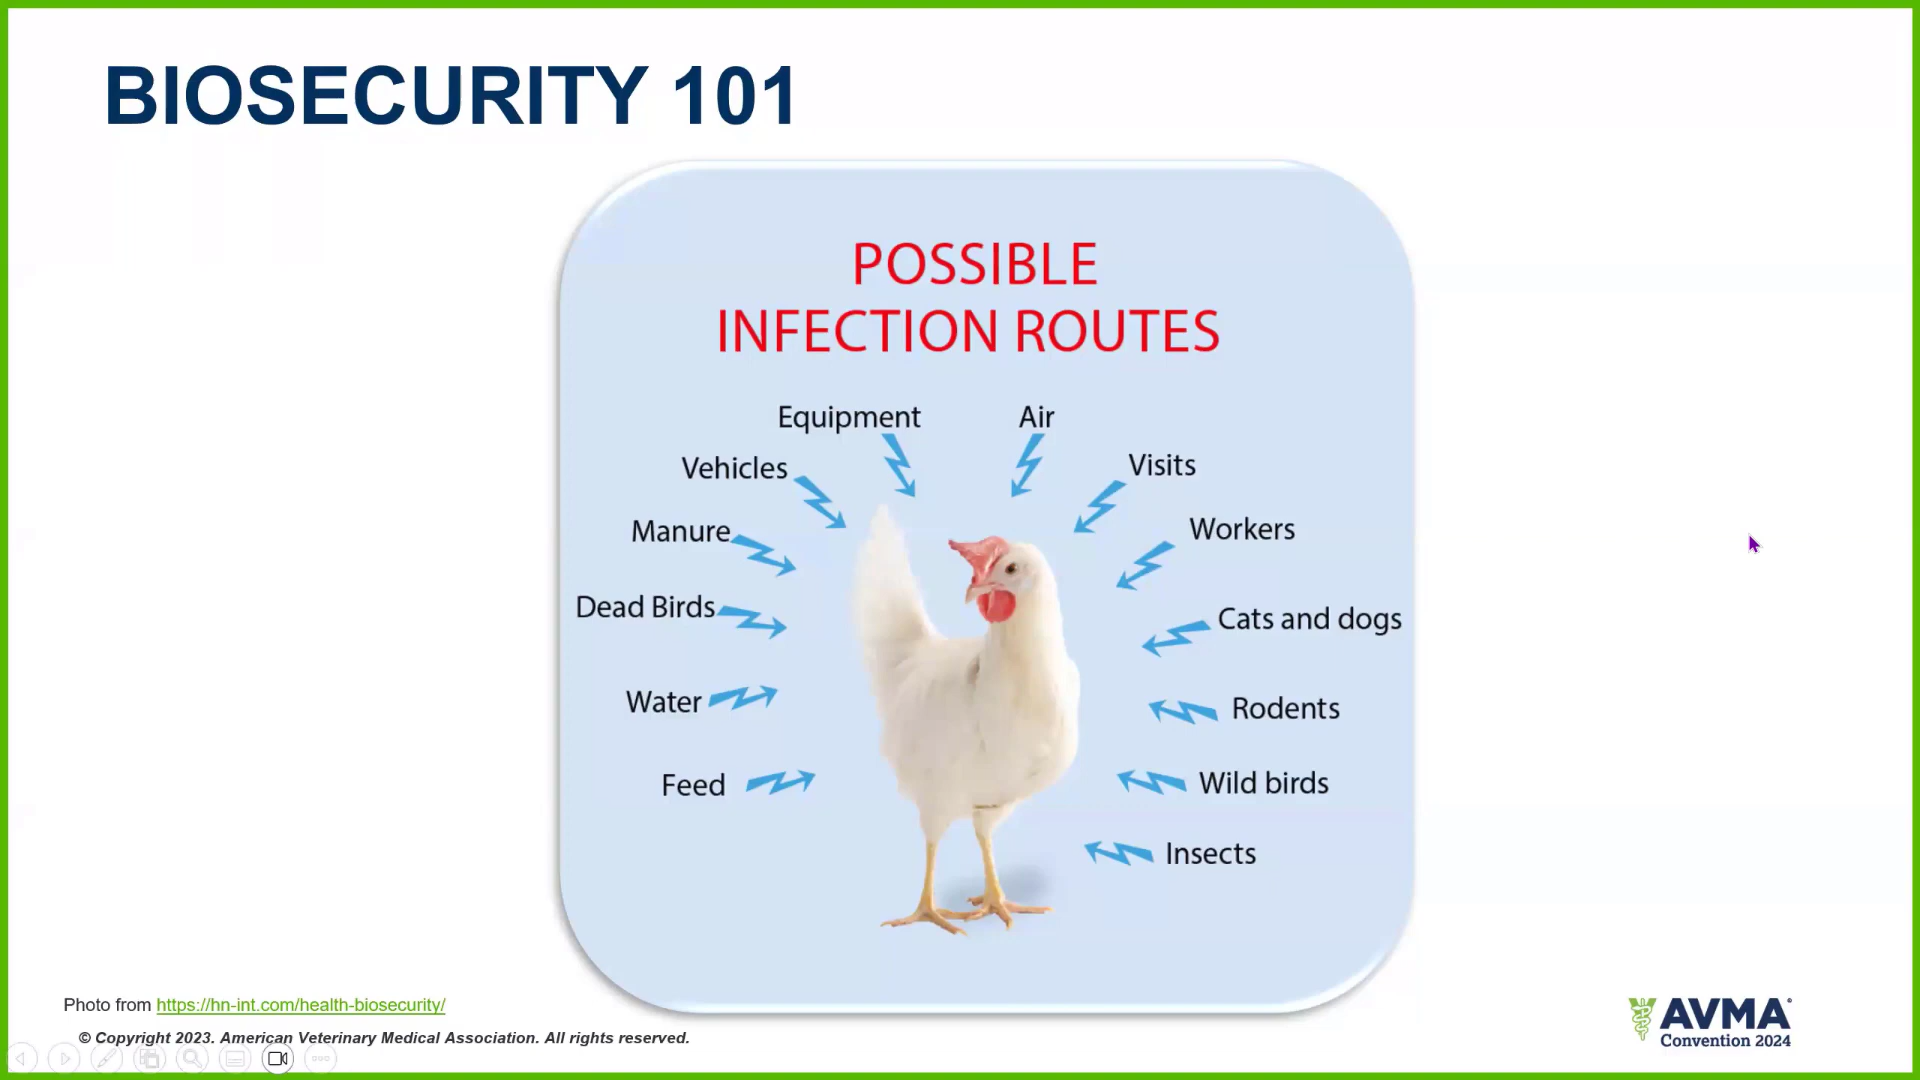 BIOSECURITY 101
POSSIBLE
INFECTION ROUTES
Equipment
Air
Vehicles
Visits
Manure
Workers
Dead Birds
Cats and dogs
Water
Rodents
Feed
Wild birds
Insects
Photo from https://hn-int.com/health-biosecurity/
© Copyright 2023. American Veterinary Medical Association. All rights reserved.
AVMA
Convention 2024